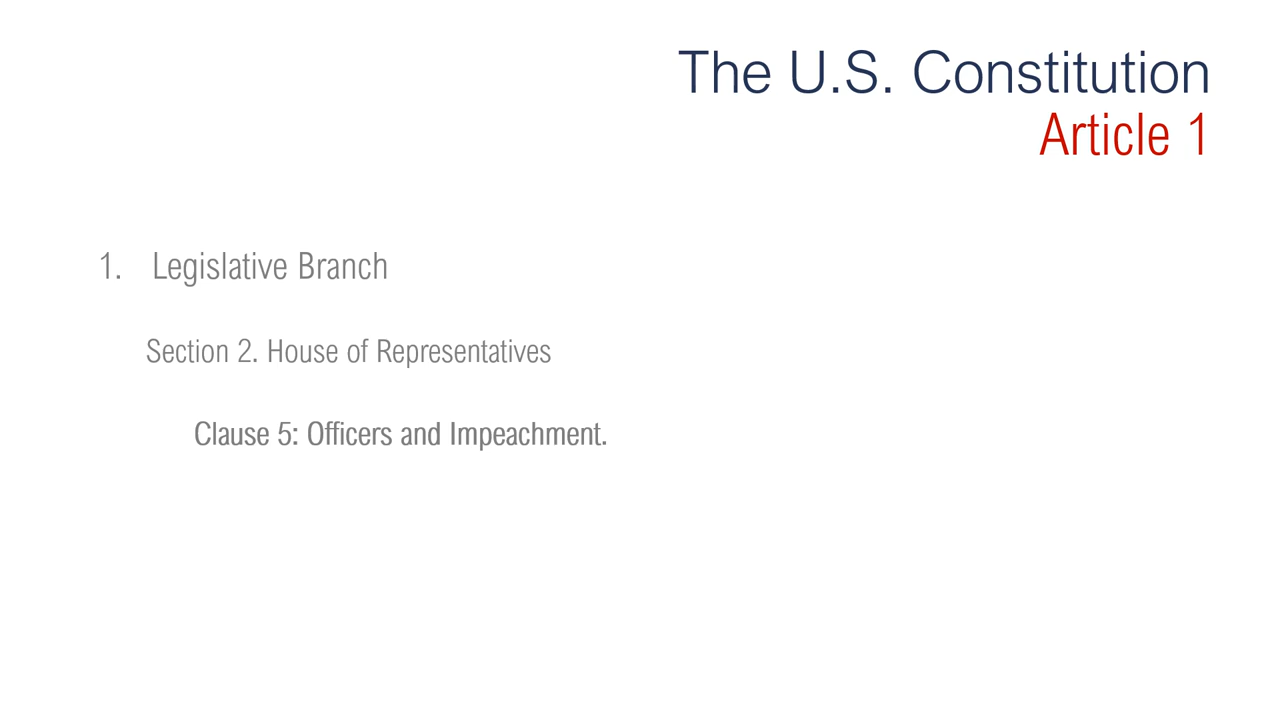 The U.S. Constitution
Article 1
1. Legislative Branch
Section 2. House of Representatives
Clause 5: Officers and Impeachment.